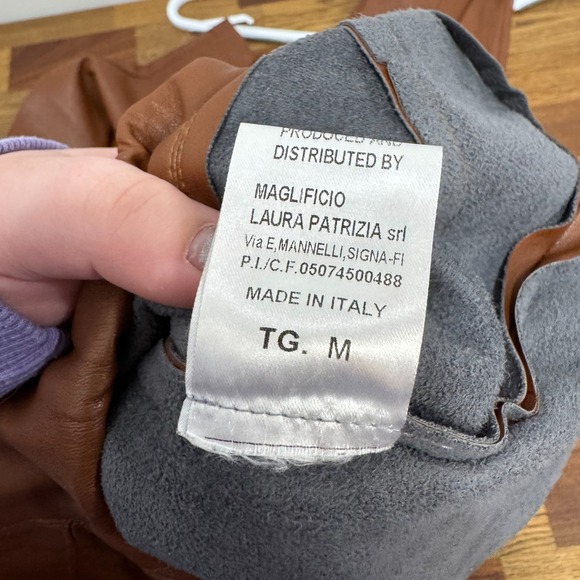 PRODUCED AND
DISTRIBUTED BY
MAGLIFICIO
LAURA PATRIZIA srl
Via E,MANNELLI,SIGNA-FI
P.I./C.F.05074500488
MADE IN ITALY
TG. M